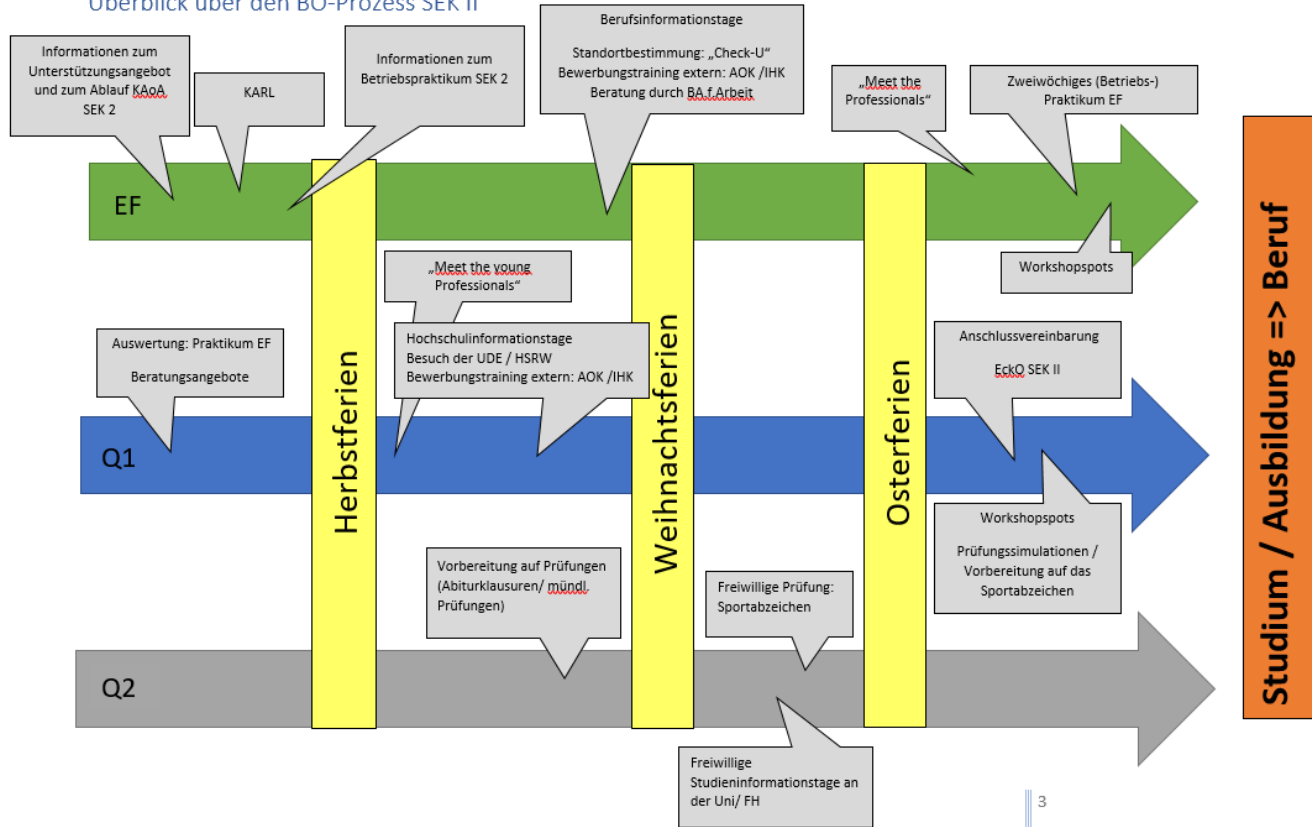 Überblick über den BO-Prozess SEK II
Informationen zum
Unterstützungsangebot
und zum Ablauf KAoA
SEK 2
KARL
Informationen zum
Betriebspraktikum SEK 2
Berufsinformationstage
Standortbestimmung: „Check-U“
Bewerbungstraining extern: AOK /IHK
Beratung durch BA.f.Arbeit
„Meet the
Professionals“
Zweiwöchiges (Betriebs-)
Praktikum EF
EF
Workshopspots
„Meet the young
Professionals“
Auswertung: Praktikum EF
Beratungsangebote
Hochschulinformationstage
Besuch der UDE / HSRW
Bewerbungstraining extern: AOK /IHK
Anschlussvereinbarung
EckO SEK II
Q1
Workshopspots
Prüfungssimulationen /
Vorbereitung auf das
Sportabzeichen
Vorbereitung auf Prüfungen
(Abiturklausuren/ mündl.
Prüfungen)
Freiwillige Prüfung:
Sportabzeichen
Q2
Freiwillige
Studieninformationstage an
der Uni/ FH
Herbstferien
Weihnachtsferien
Osterferien
Studium / Ausbildung => Beruf
3